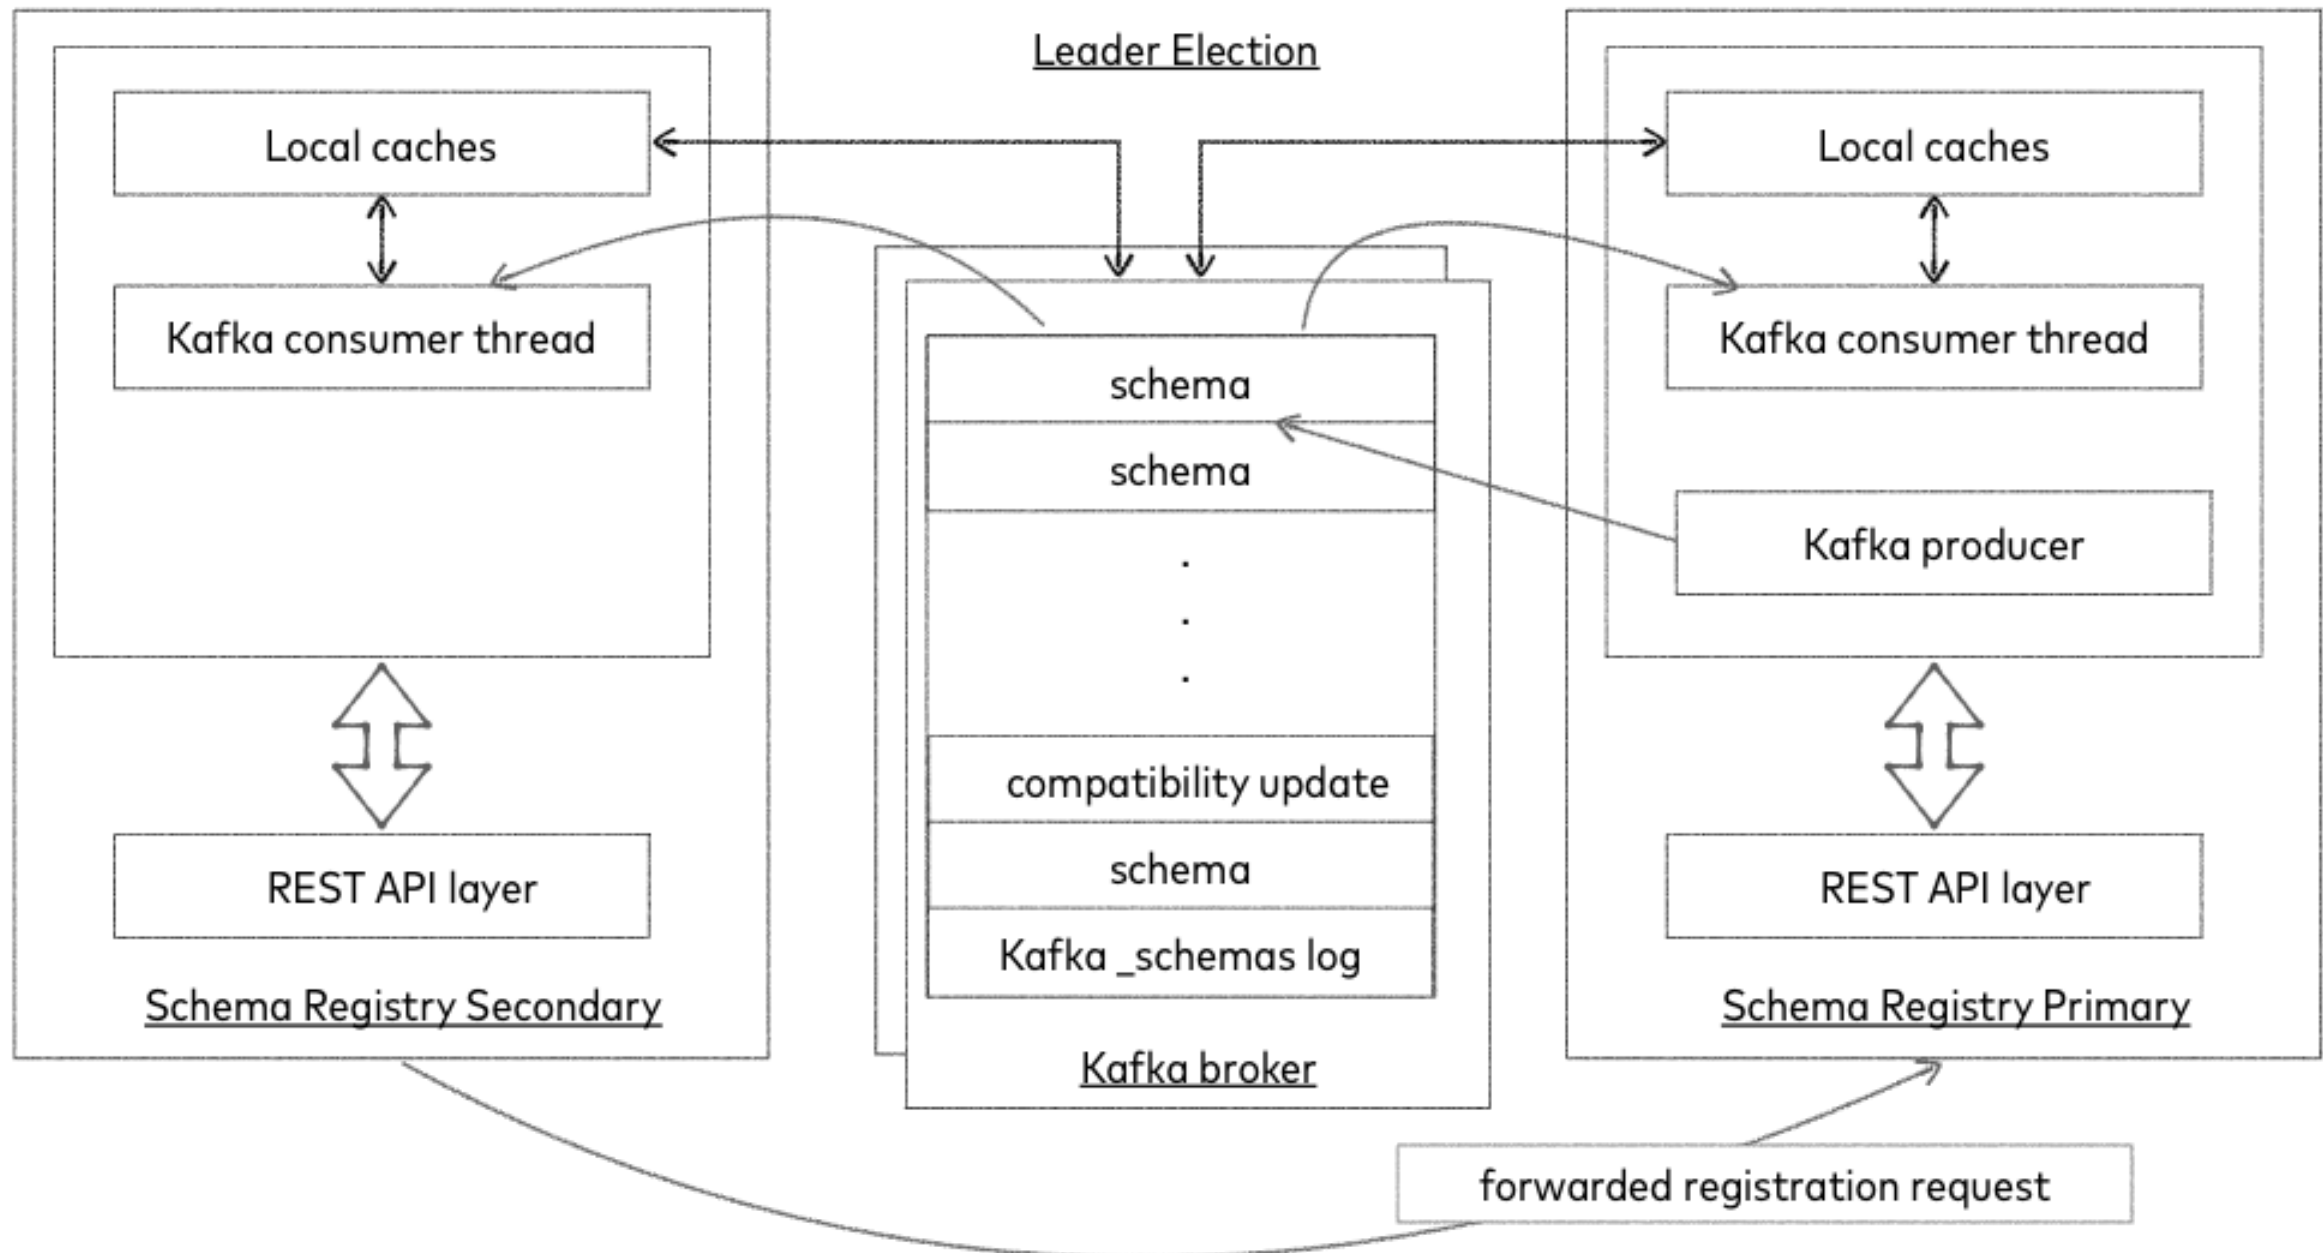 Leader Election
Local caches
Kafka consumer thread
REST API layer
Schema Registry Secondary
schema
schema
.
.
.
compatibility update
schema
Kafka _schemas log
Kafka broker
Local caches
Kafka consumer thread
Kafka producer
REST API layer
Schema Registry Primary
forwarded registration request